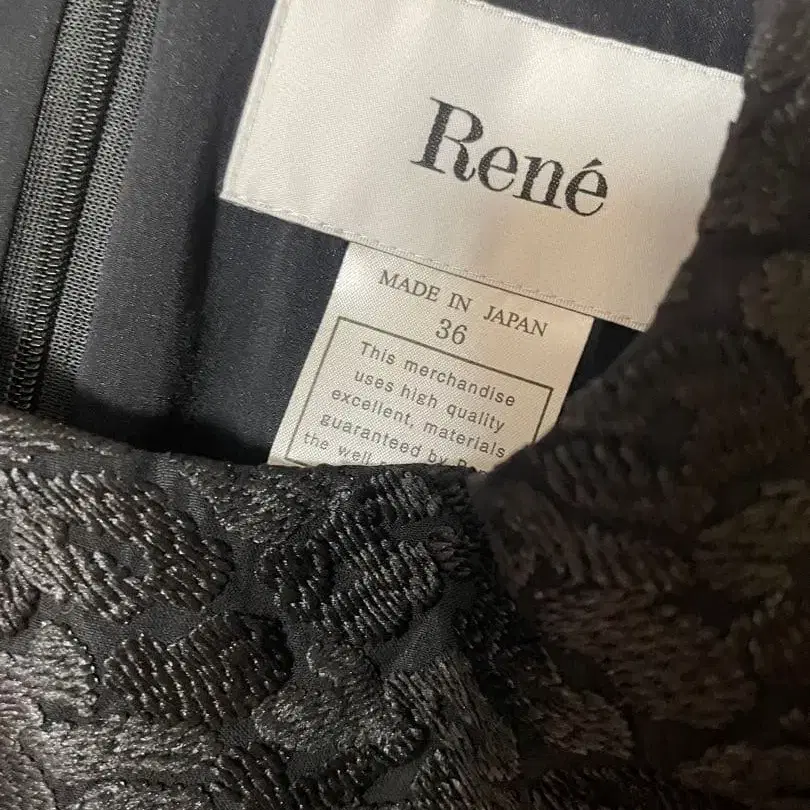 René
MADE IN JAPAN
36
This merchandise
uses high quality
excellent, materials
guaranteed by
the well